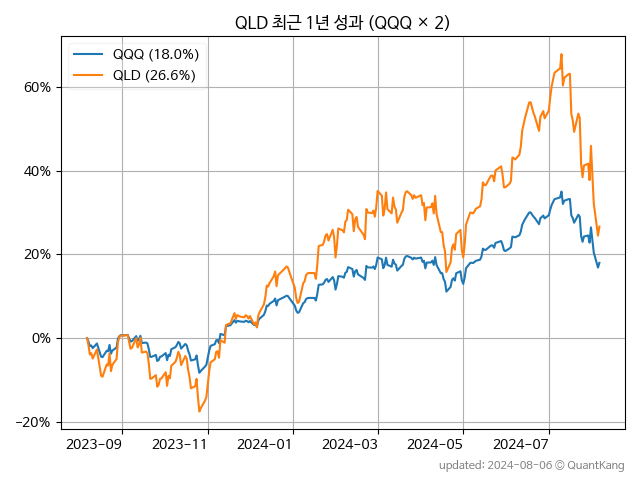 QLD 최근 1년 성과 (QQQ × 2)
QQQ (18.0%)
QLD (26.6%)
60%
40%
20%
0%
−20%
2023-09 2023-11 2024-01 2024-03 2024-05 2024-07
updated: 2024-08-06 © QuantKang